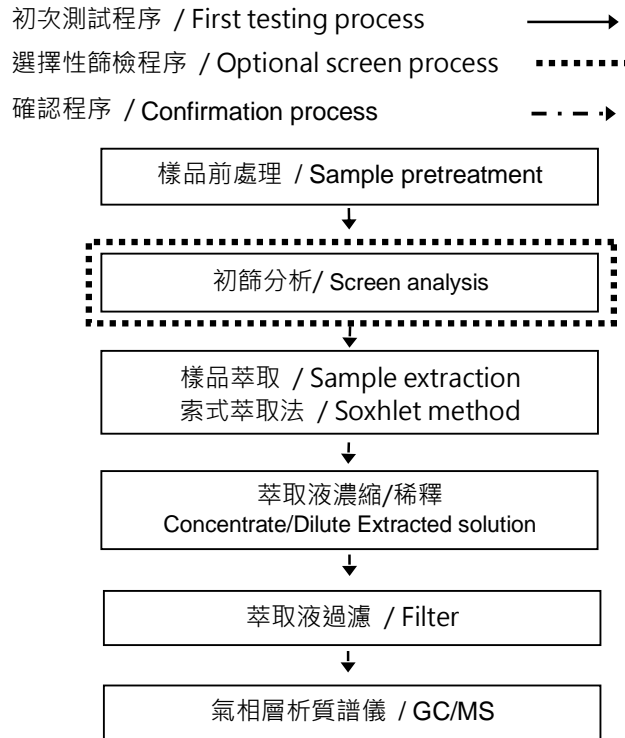 初次測試程序 / First testing process
選擇性篩檢程序 / Optional screen process
確認程序 / Confirmation process
樣品前處理 / Sample pretreatment
初篩分析/ Screen analysis
樣品萃取 / Sample extraction
索式萃取法 / Soxhlet method
萃取液濃縮/稀釋
Concentrate/Dilute Extracted solution
萃取液過濾 / Filter
氣相層析質譜儀 / GC/MS